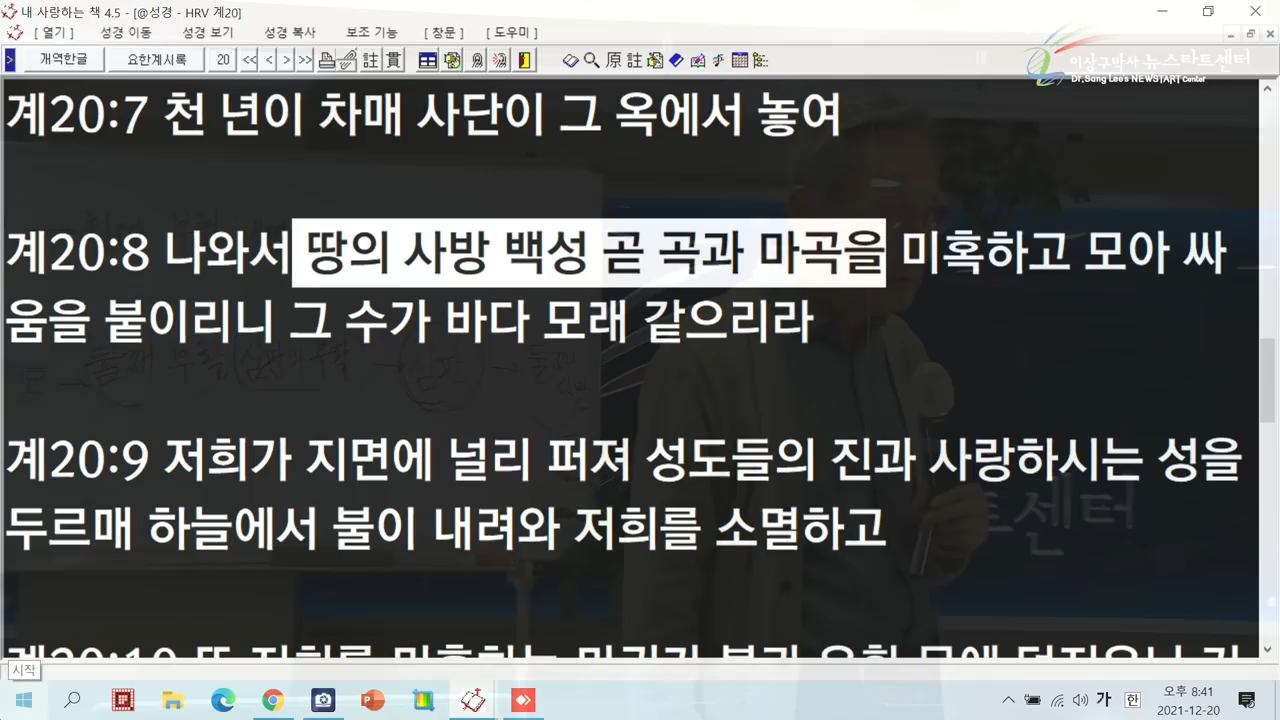 내 사랑하는 책 4.5 - [@성경 - HRV 계20]
[ 열기 ] 성경 이동 성경 보기 성경 복사 보조 기능 [ 창문 ] [ 도우미 ]
개역한글 요한계시록 20 << < > >> 註 貫 原 註
이상구박사 뉴스타트센터
Dr.Sang Lee's NEWSTART Center
계20:7 천 년이 차매 사단이 그 옥에서 놓여
계20:8 나와서 땅의 사방 백성 곧 곡과 마곡을 미혹하고 모아 싸
움을 붙이리니 그 수가 바다 모래 같으리라
계20:9 저희가 지면에 널리 퍼져 성도들의 진과 사랑하시는 성을
두르매 하늘에서 불이 내려와 저희를 소멸하고
트센터
시작
가 한 오후 8:41
2021-12-20